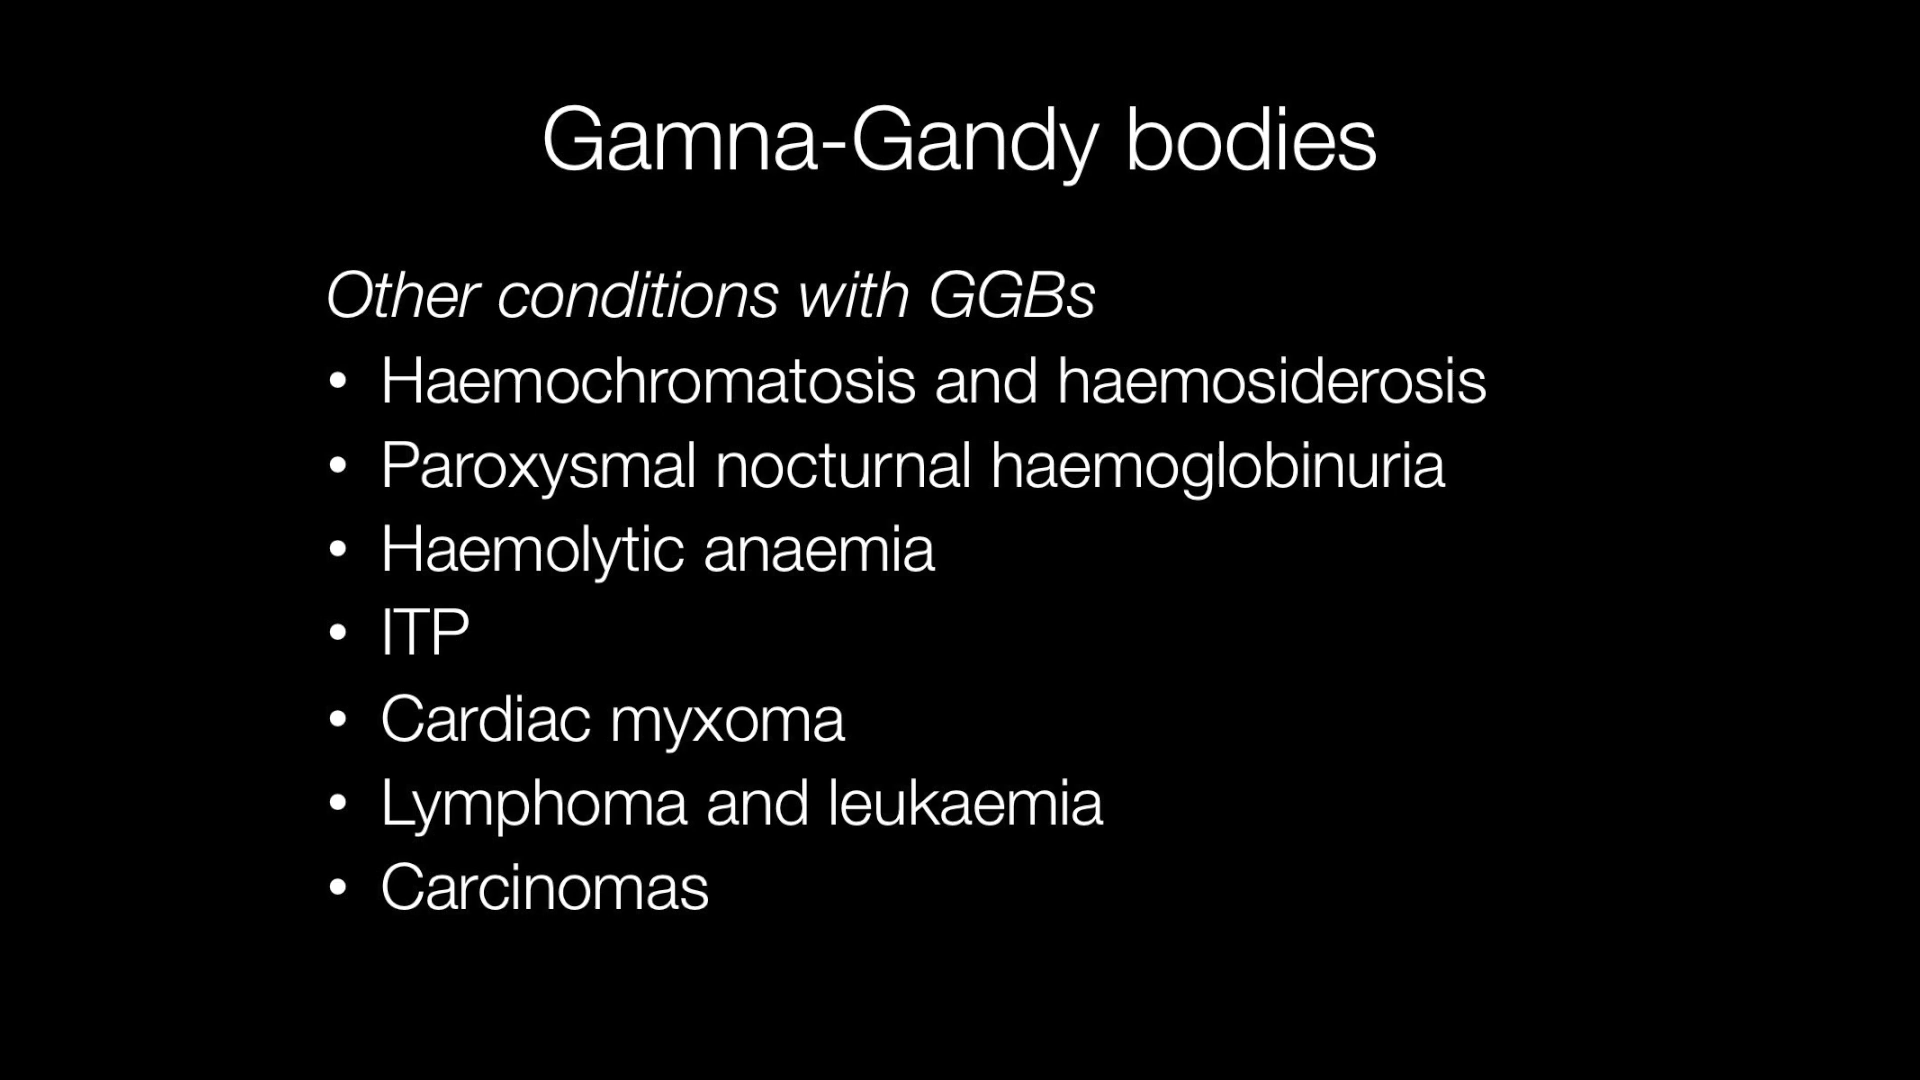 Gamna-Gandy bodies
Other conditions with GGBs
• Haemochromatosis and haemosiderosis
• Paroxysmal nocturnal haemoglobinuria
• Haemolytic anaemia
• ITP
• Cardiac myxoma
• Lymphoma and leukaemia
• Carcinomas